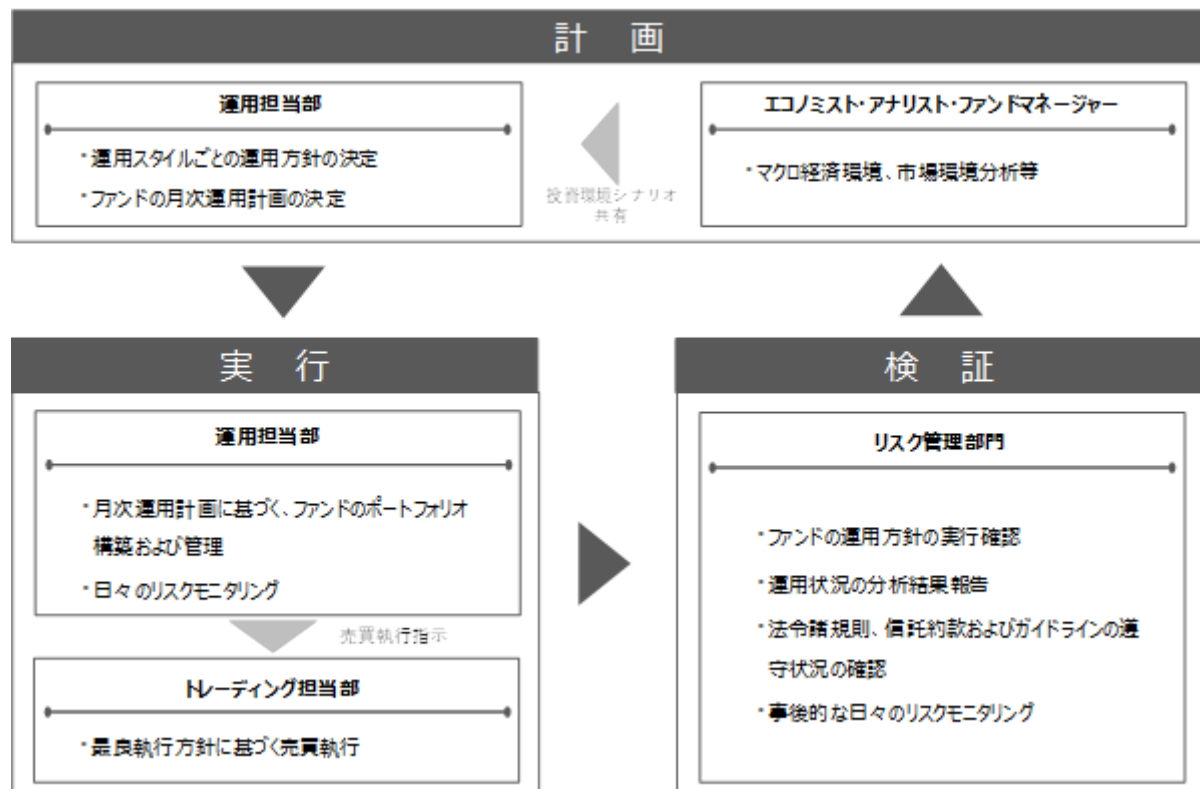 計 画
運用担当部
・運用スタイルごとの運用方針の決定
・ファンドの月次運用計画の決定
投資環境シナリオ
共有
エコノミスト・アナリスト・ファンドマネージャー
・マクロ経済環境、市場環境分析等
実 行
運用担当部
・月次運用計画に基づく、ファンドのポートフォリオ
構築および管理
・日々のリスクモニタリング
売買執行指示
トレーディング担当部
・最良執行方針に基づく売買執行
検 証
リスク管理部門
・ファンドの運用方針の実行確認
・運用状況の分析結果報告
・法令諸規則、信託約款およびガイドラインの遵
守状況の確認
・事後的な日々のリスクモニタリング